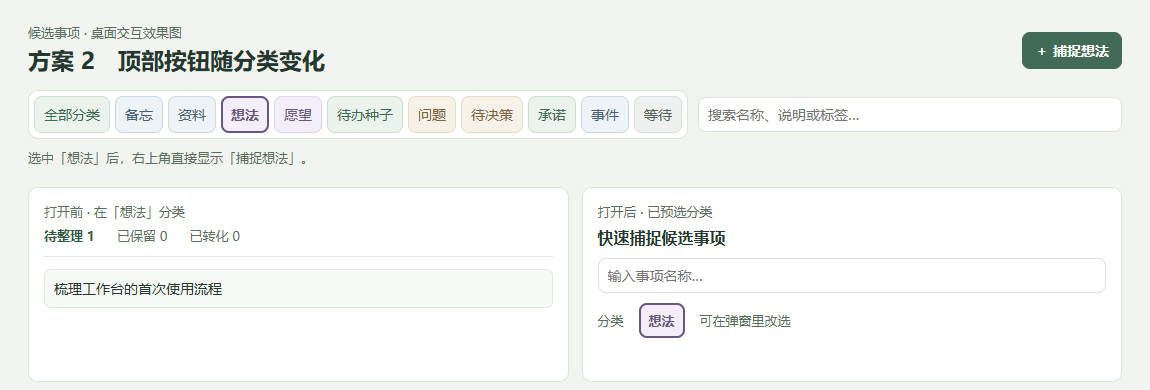 候选事项 · 桌面交互效果图
方案 2　顶部按钮随分类变化
+ 捕捉想法
全部分类 备忘 资料 想法 愿望 待办种子 问题 待决策 承诺 事件 等待
搜索名称、说明或标签...
选中「想法」后，右上角直接显示「捕捉想法」。
打开前 · 在「想法」分类
待整理 1 已保留 0 已转化 0
梳理工作台的首次使用流程
打开后 · 已预选分类
快速捕捉候选事项
输入事项名称...
分类 想法 可在弹窗里改选